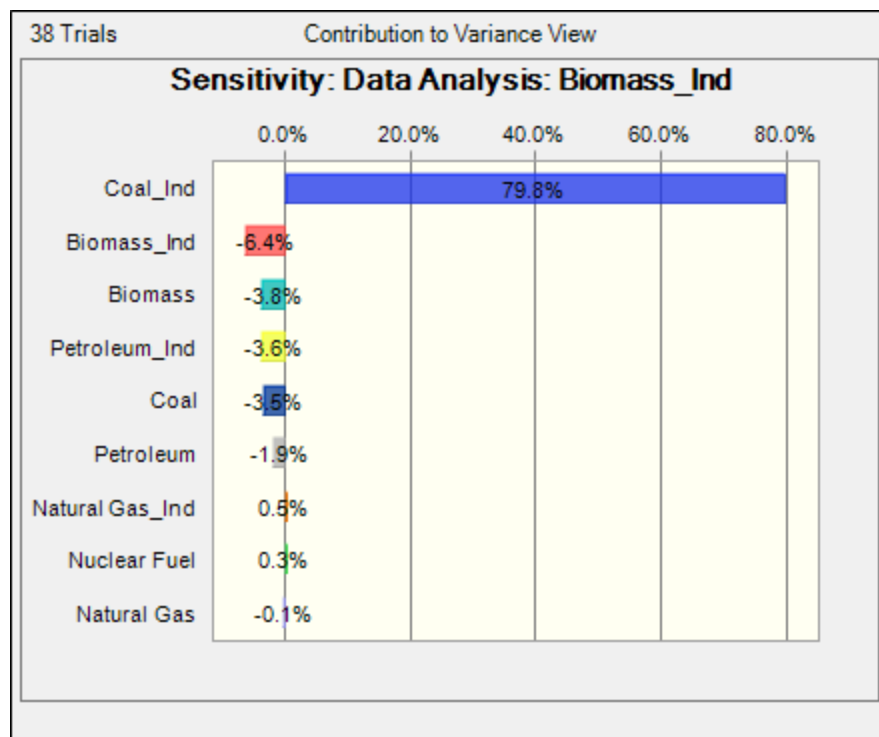 38 Trials Contribution to Variance View
Sensitivity: Data Analysis: Biomass_Ind
0.0% 20.0% 40.0% 60.0% 80.0%
Coal_Ind 79.8%
Biomass_Ind -6.4%
Biomass -3.8%
Petroleum_Ind -3.6%
Coal -3.5%
Petroleum -1.9%
Natural Gas_Ind 0.5%
Nuclear Fuel 0.3%
Natural Gas -0.1%